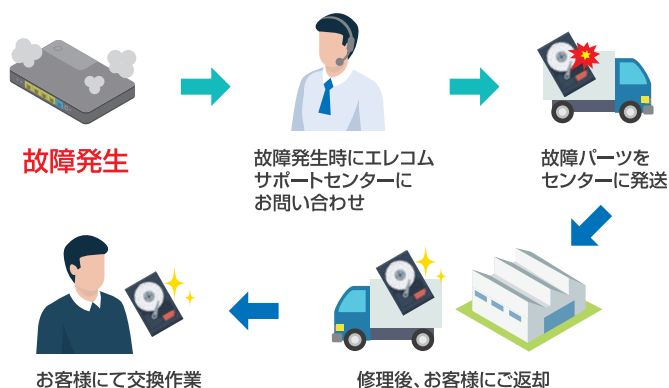 故障発生
故障発生時にエレコム
サポートセンターに
お問い合わせ
故障パーツを
センターに発送
修理後、お客様にご返却
お客様にて交換作業